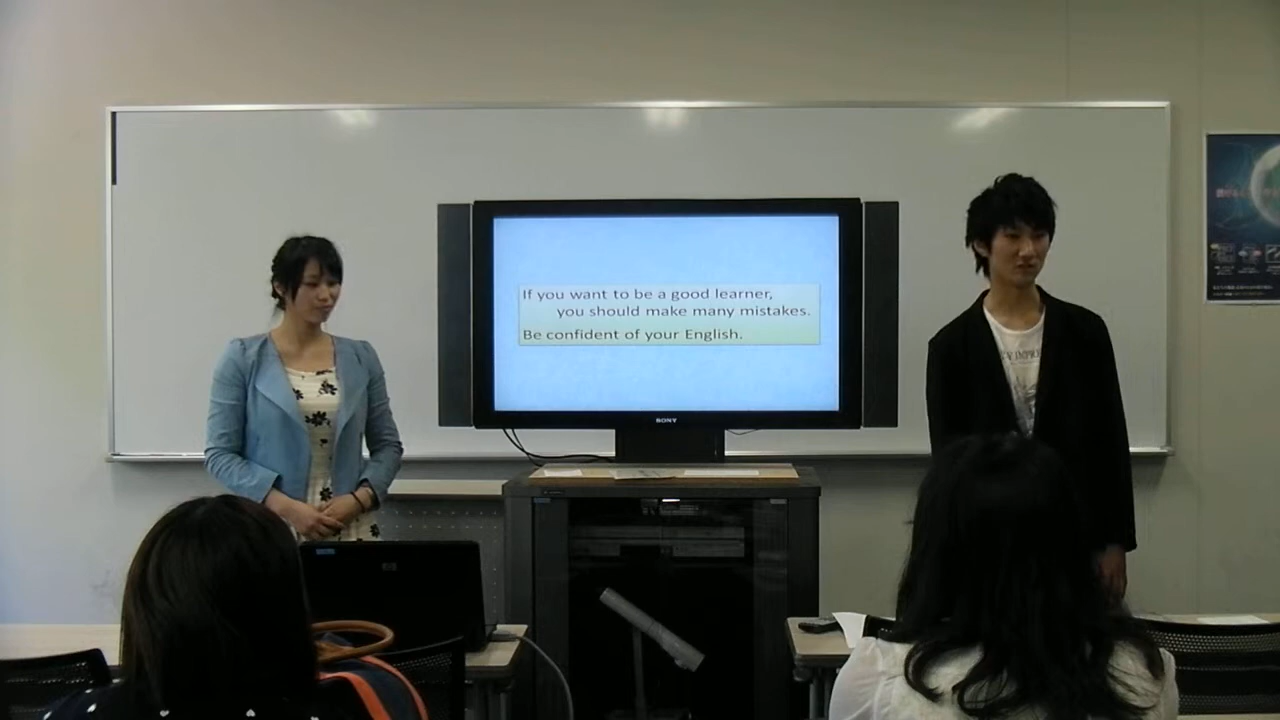 If you want to be a good learner,
you should make many mistakes.
Be confident of your English.
SONY